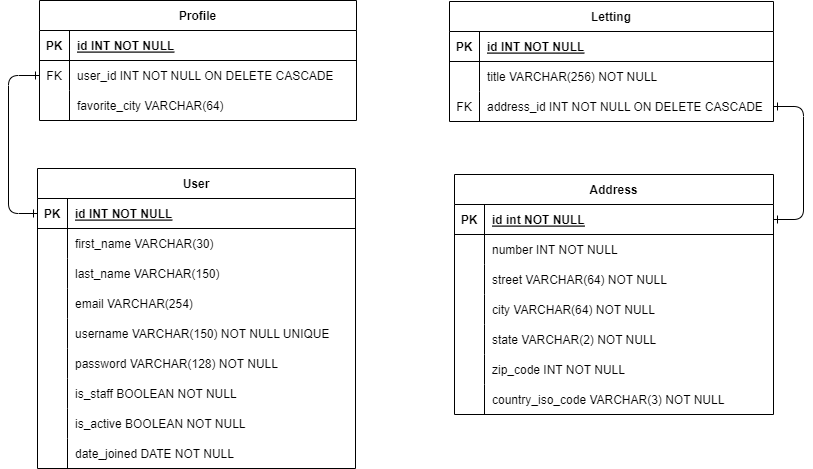 Profile
PK id INT NOT NULL
FK user_id INT NOT NULL ON DELETE CASCADE
favorite_city VARCHAR(64)
Letting
PK id INT NOT NULL
title VARCHAR(256) NOT NULL
FK address_id INT NOT NULL ON DELETE CASCADE
User
PK id INT NOT NULL
first_name VARCHAR(30)
last_name VARCHAR(150)
email VARCHAR(254)
username VARCHAR(150) NOT NULL UNIQUE
password VARCHAR(128) NOT NULL
is_staff BOOLEAN NOT NULL
is_active BOOLEAN NOT NULL
date_joined DATE NOT NULL
Address
PK id int NOT NULL
number INT NOT NULL
street VARCHAR(64) NOT NULL
city VARCHAR(64) NOT NULL
state VARCHAR(2) NOT NULL
zip_code INT NOT NULL
country_iso_code VARCHAR(3) NOT NULL